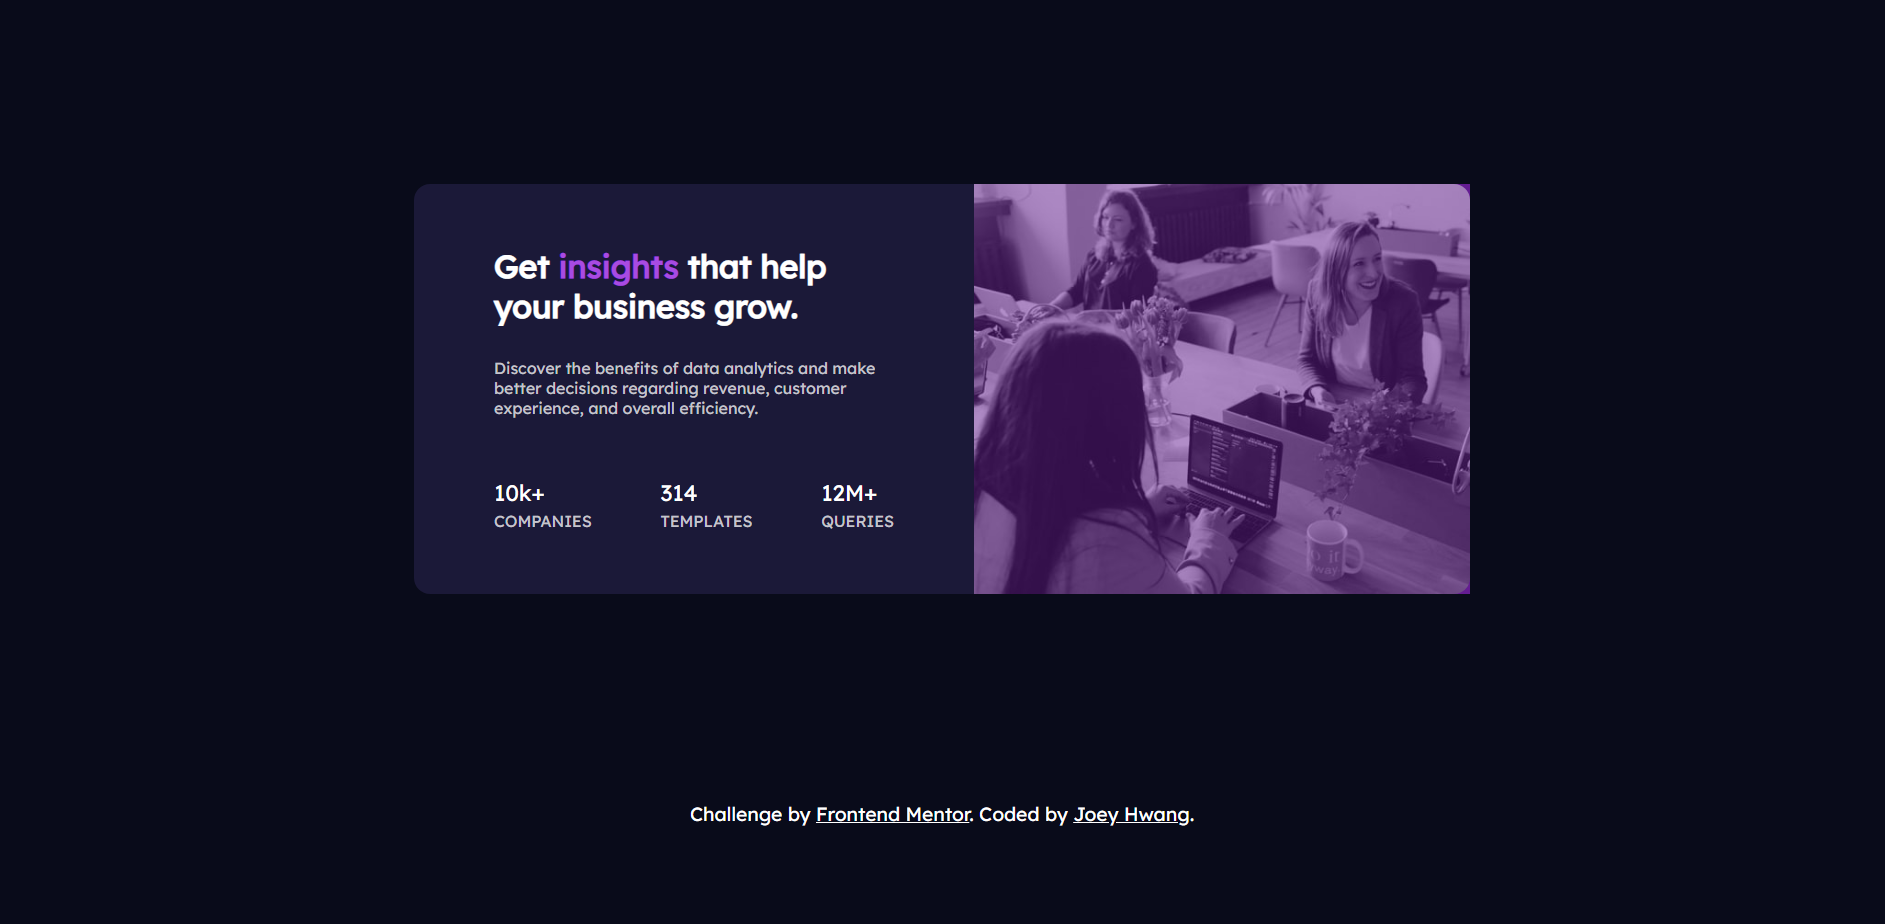 Get insights that help
your business grow.
Discover the benefits of data analytics and make
better decisions regarding revenue, customer
experience, and overall efficiency.
10k+
COMPANIES
314
TEMPLATES
12M+
QUERIES
Challenge by Frontend Mentor. Coded by Joey Hwang.